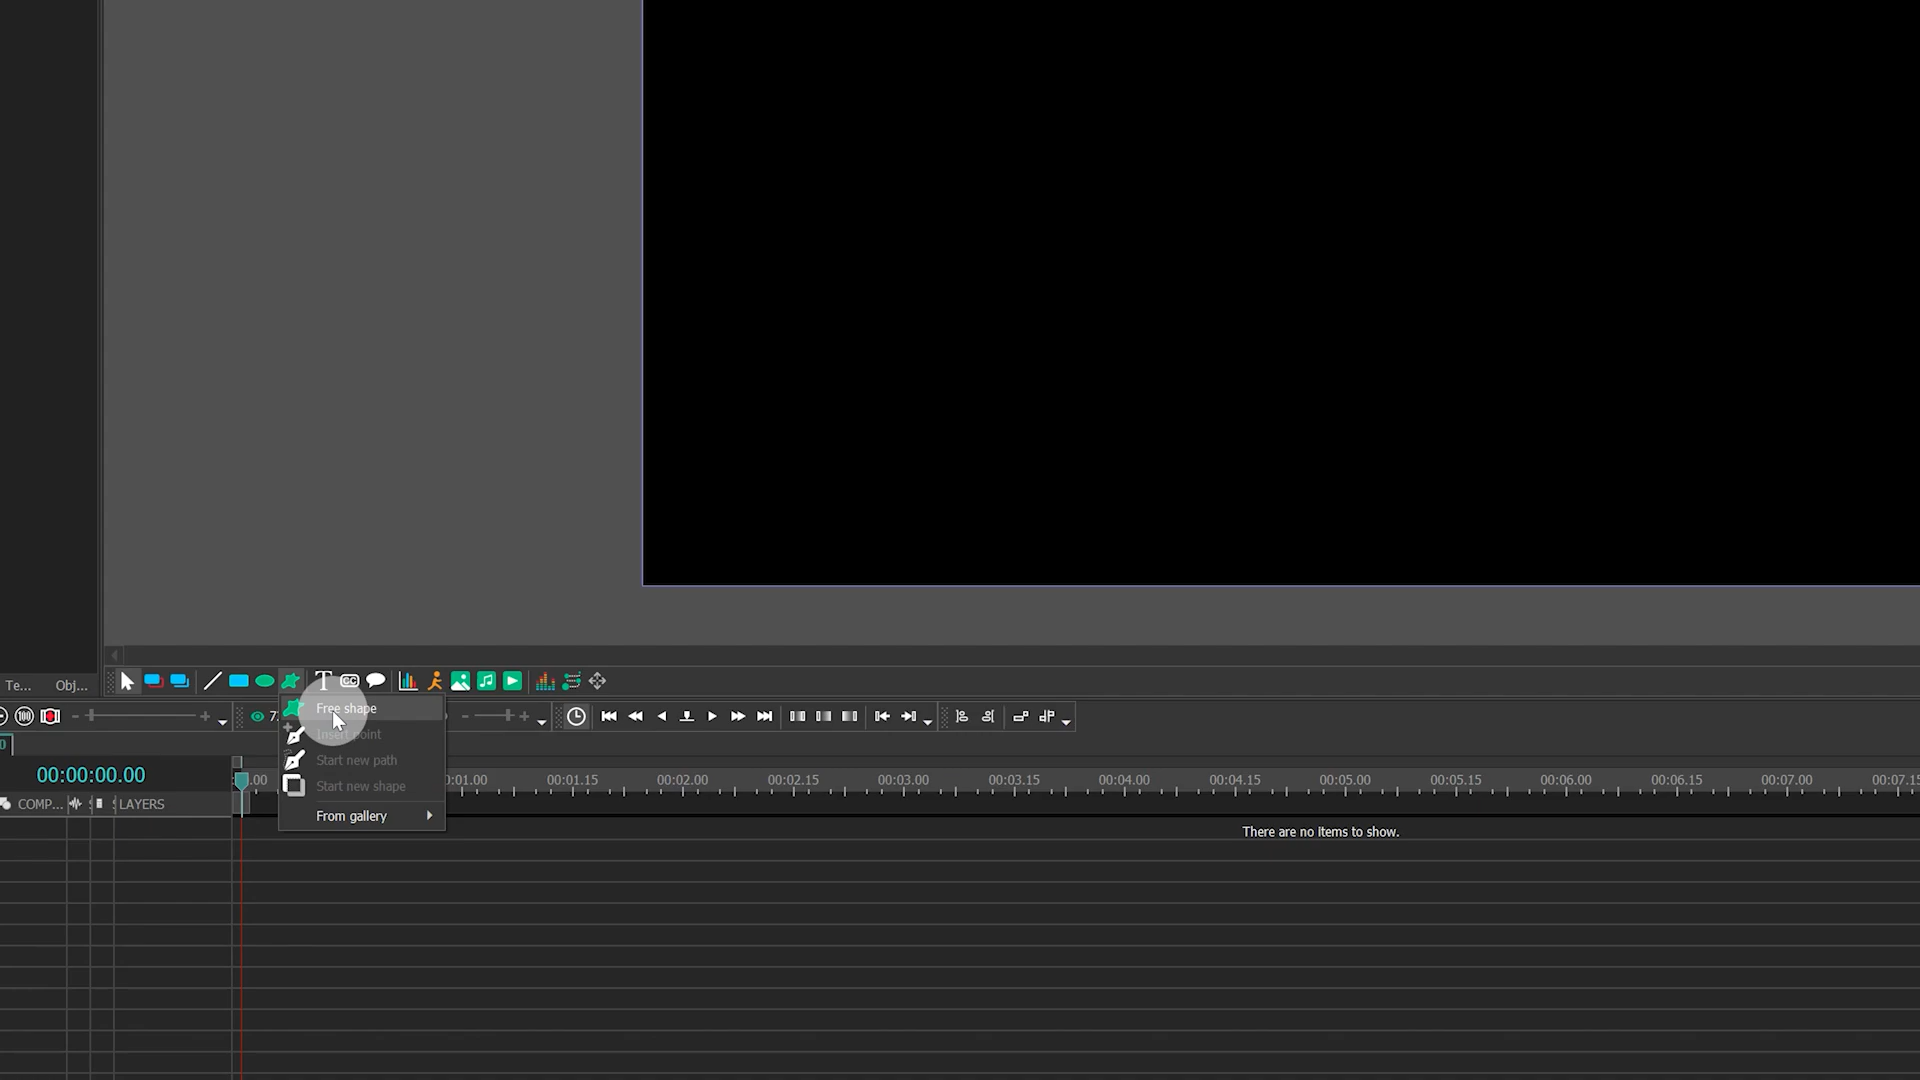 T CC
Te... Obj...
Free shape
100
Insert point
Start new path
Start new shape
From gallery
00:00:00.00
:00 0:01.00 00:01.15 00:02.00 00:02.15 00:03.00 00:03.15 00:04.00 00:04.15 00:05.00 00:05.15 00:06.00 00:06.15 00:07.00 00:07.15
COMP... LAYERS
There are no items to show.